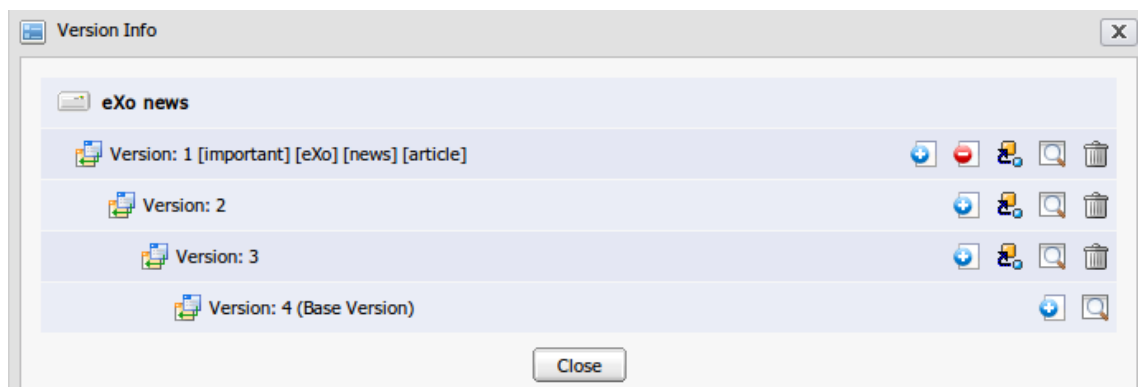 Version Info
eXo news
Version: 1 [important] [eXo] [news] [article]
Version: 2
Version: 3
Version: 4 (Base Version)
Close